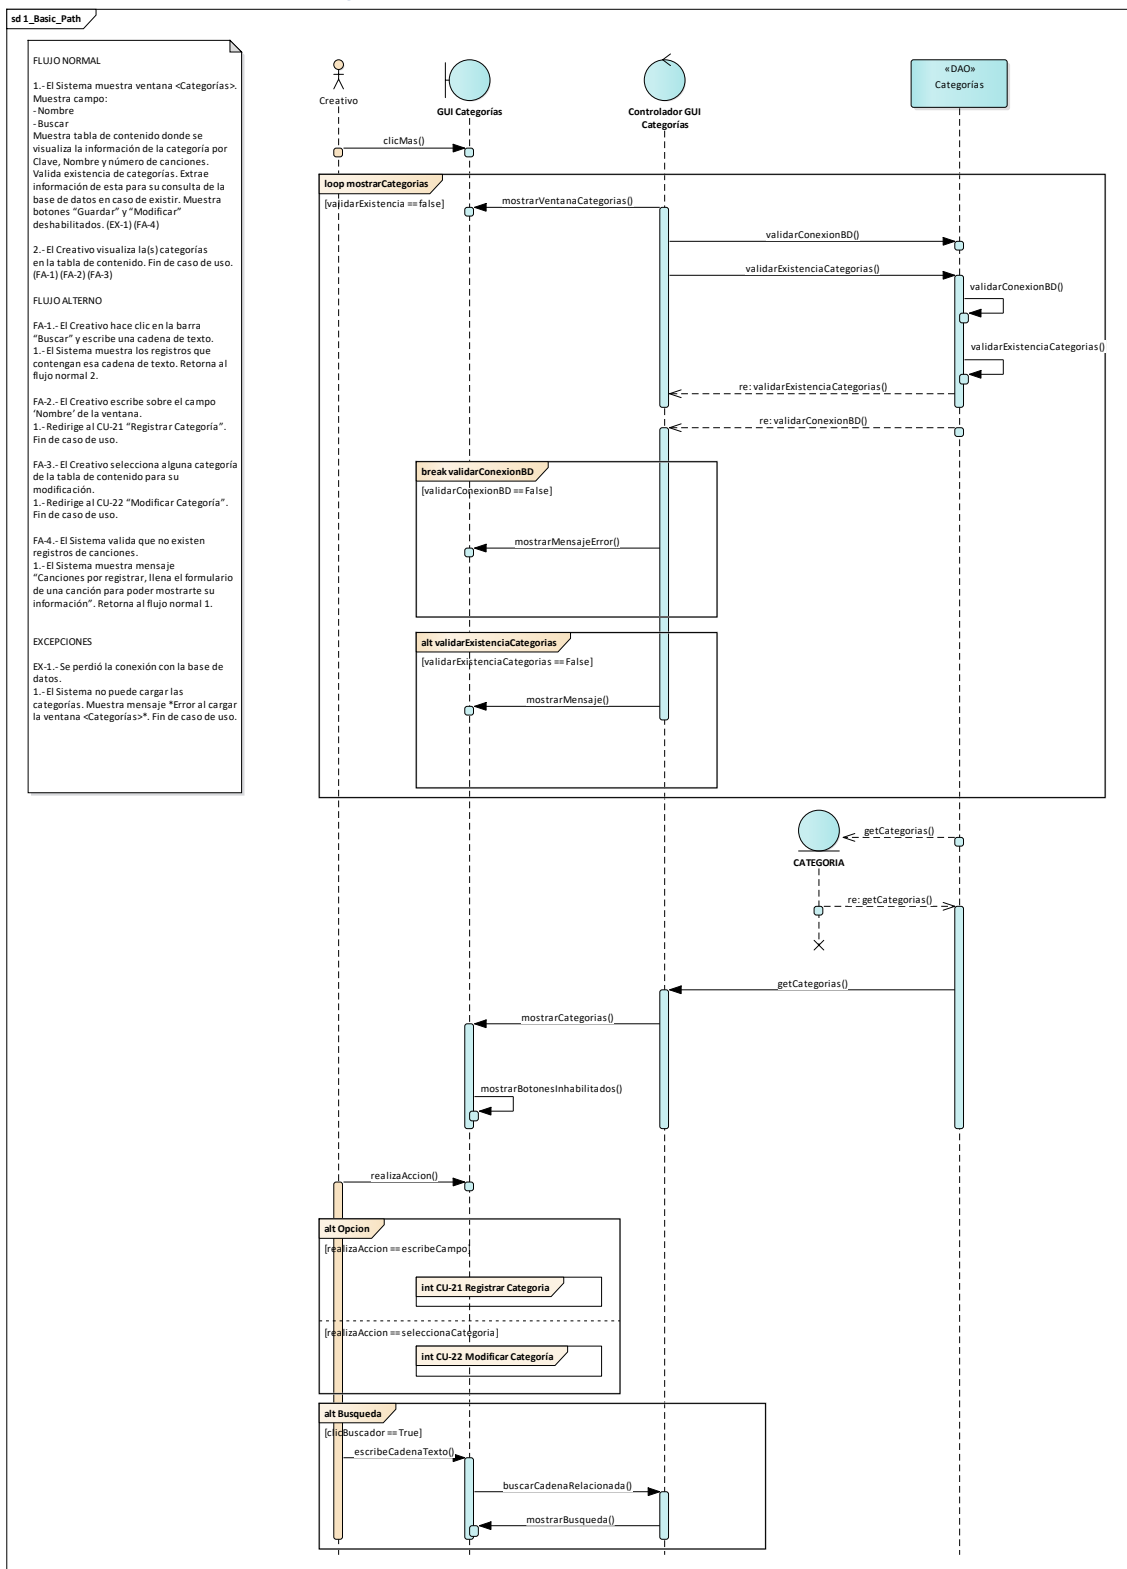 sd 1_Basic_Path
FLUJO NORMAL
1.- El Sistema muestra ventana <Categorías>.
Muestra campo:
- Nombre
- Buscar
Muestra tabla de contenido donde se
visualiza la información de la categoría por
Clave, Nombre y número de canciones.
Valida existencia de categorías. Extrae
información de esta para su consulta de la
base de datos en caso de existir. Muestra
botones “Guardar” y “Modificar”
deshabilitados. (EX-1) (FA-4)
2.- El Creativo visualiza la(s) categorías
en la tabla de contenido. Fin de caso de uso.
(FA-1) (FA-2) (FA-3)
FLUJO ALTERNO
FA-1.- El Creativo hace clic en la barra
“Buscar” y escribe una cadena de texto.
1.- El Sistema muestra los registros que
contengan esa cadena de texto. Retorna al
flujo normal 2.
FA-2.- El Creativo escribe sobre el campo
‘Nombre’ de la ventana.
1.- Redirige al CU-21 “Registrar Categoría”.
Fin de caso de uso.
FA-3.- El Creativo selecciona alguna categoría
de la tabla de contenido para su
modificación.
1.- Redirige al CU-22 “Modificar Categoría”.
Fin de caso de uso.
FA-4.- El Sistema valida que no existen
registros de canciones.
1.- El Sistema muestra mensaje
“Canciones por registrar, llena el formulario
de una canción para poder mostrarte su
información”. Retorna al flujo normal 1.
EXCEPCIONES
EX-1.- Se perdió la conexión con la base de
datos.
1.- El Sistema no puede cargar las
categorías. Muestra mensaje *Error al cargar
la ventana <Categorías>*. Fin de caso de uso.
Creativo
GUI Categorías
Controlador GUI
Categorías
«DAO»
Categorías
clicMas()
loop mostrarCategorias
[validarExistencia == false]
mostrarVentanaCategorias()
validarConexionBD()
validarExistenciaCategorias()
validarConexionBD()
validarExistenciaCategorias()
re: validarExistenciaCategorias()
re: validarConexionBD()
break validarConexionBD
[validarConexionBD == False]
mostrarMensajeError()
alt validarExistenciaCategorias
[validarExistenciaCategorias == False]
mostrarMensaje()
getCategorias()
CATEGORIA
re: getCategorias()
getCategorias()
mostrarCategorias()
mostrarBotonesInhabilitados()
realizaAccion()
alt Opcion
[realizaAccion == escribeCampo]
int CU-21 Registrar Categoria
[realizaAccion == seleccionaCategoria]
int CU-22 Modificar Categoría
alt Busqueda
[clicBuscador == True]
escribeCadenaTexto()
buscarCadenaRelacionada()
mostrarBusqueda()